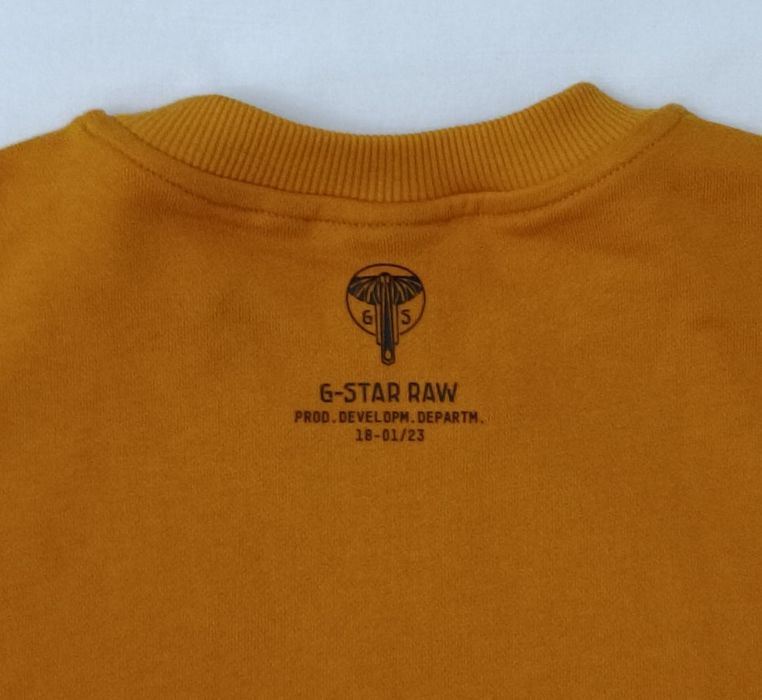 G S
G-STAR RAW
PROD.DEVELOPM.DEPARTM.
18-01/23